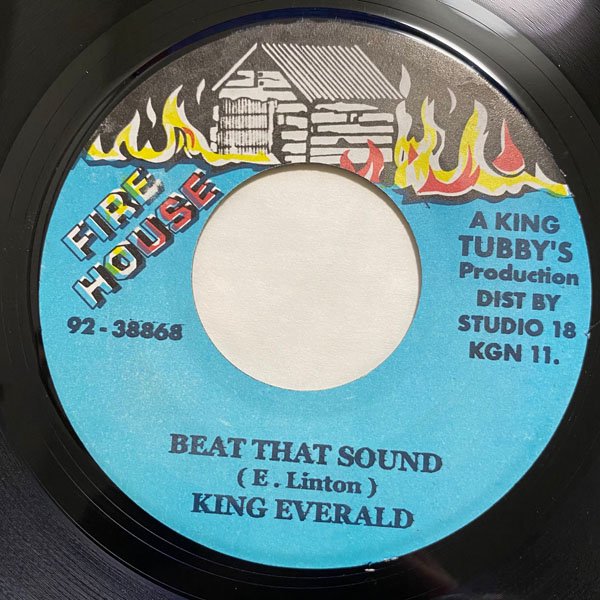 FIRE
HOUSE
92-38868
A KING
TUBBY'S
Production
DIST BY
STUDIO 18
KGN 11.
BEAT THAT SOUND
( E . Linton )
KING EVERALD